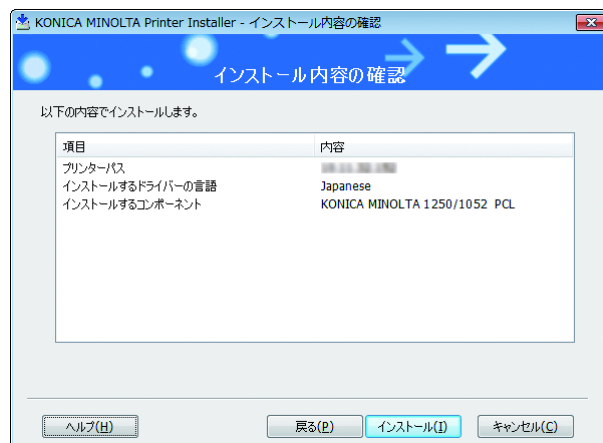 KONICA MINOLTA Printer Installer - インストール内容の確認
インストール内容の確認
以下の内容でインストールします。
項目 内容
プリンターパス
インストールするドライバーの言語 Japanese
インストールするコンポーネント KONICA MINOLTA 1250/1052 PCL
ヘルプ(H) 戻る(P) インストール(I) キャンセル(C)